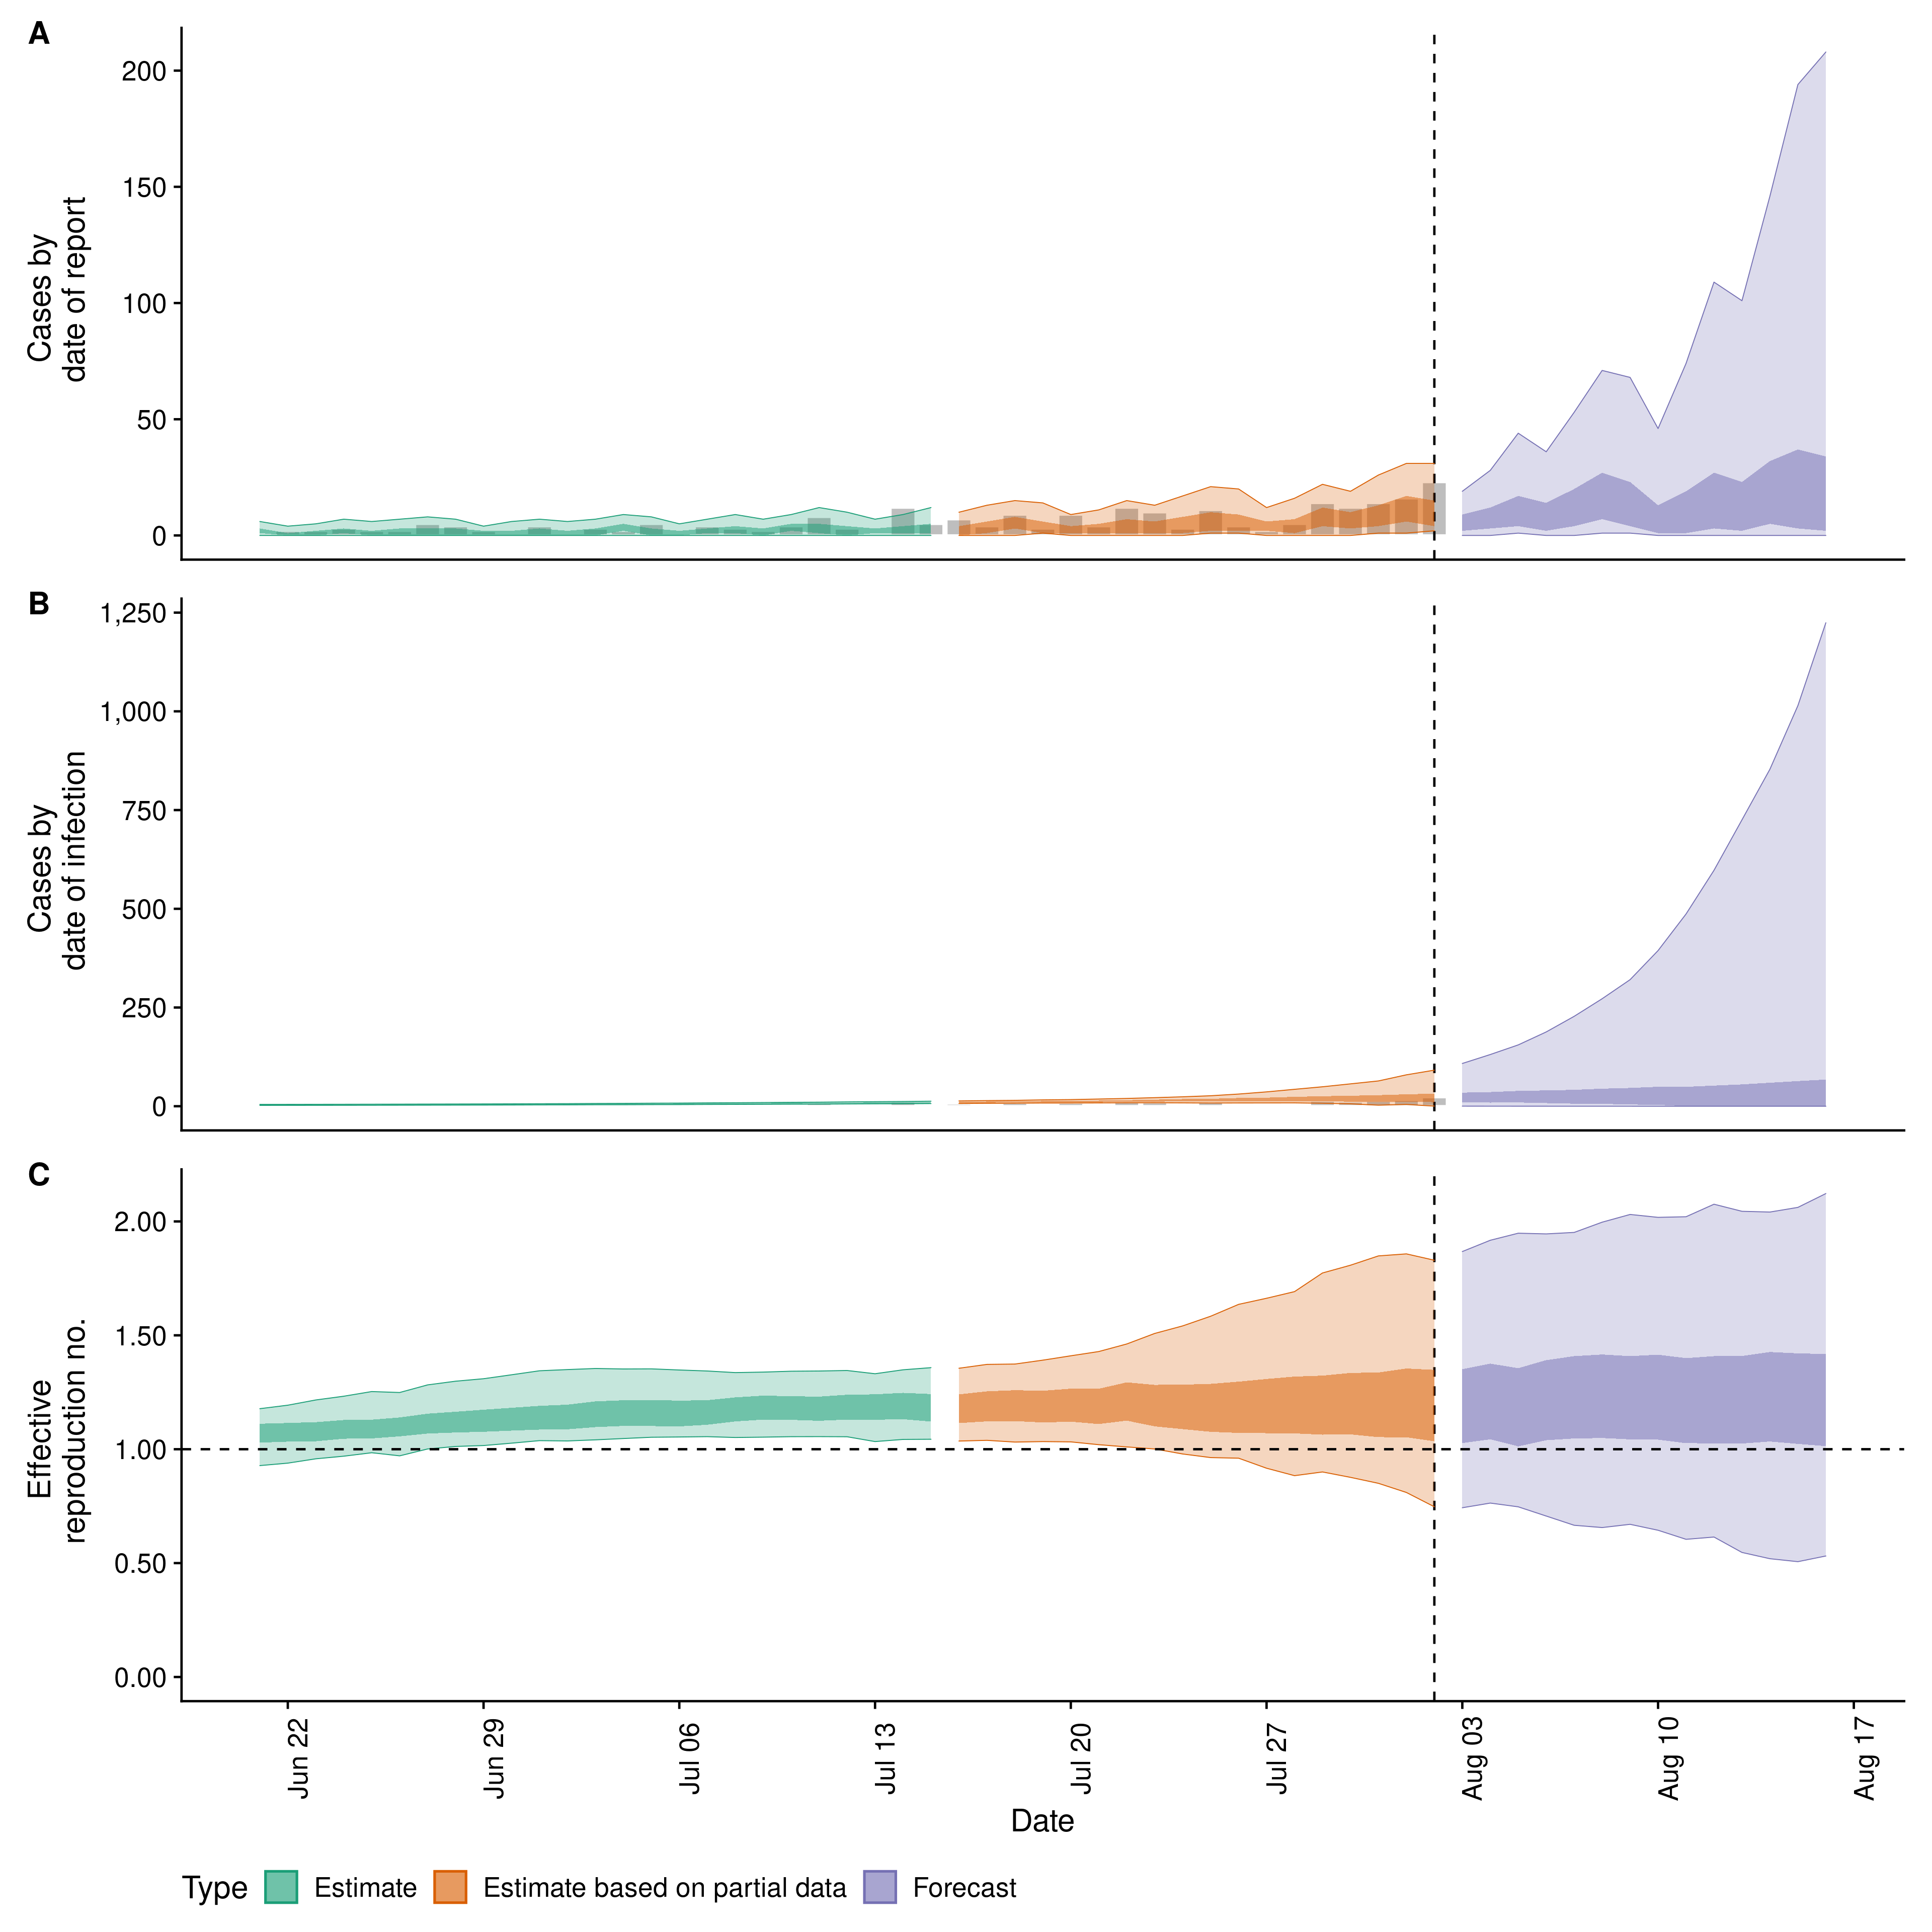 A
Cases by
date of report
200
150
100
50
0
B
Cases by
date of infection
1,250
1,000
750
500
250
0
C
Effective
reproduction no.
2.00
1.50
1.00
0.50
0.00
Jun 22
Jun 29
Jul 06
Jul 13
Jul 20
Jul 27
Aug 03
Aug 10
Aug 17
Date
Type Estimate Estimate based on partial data Forecast